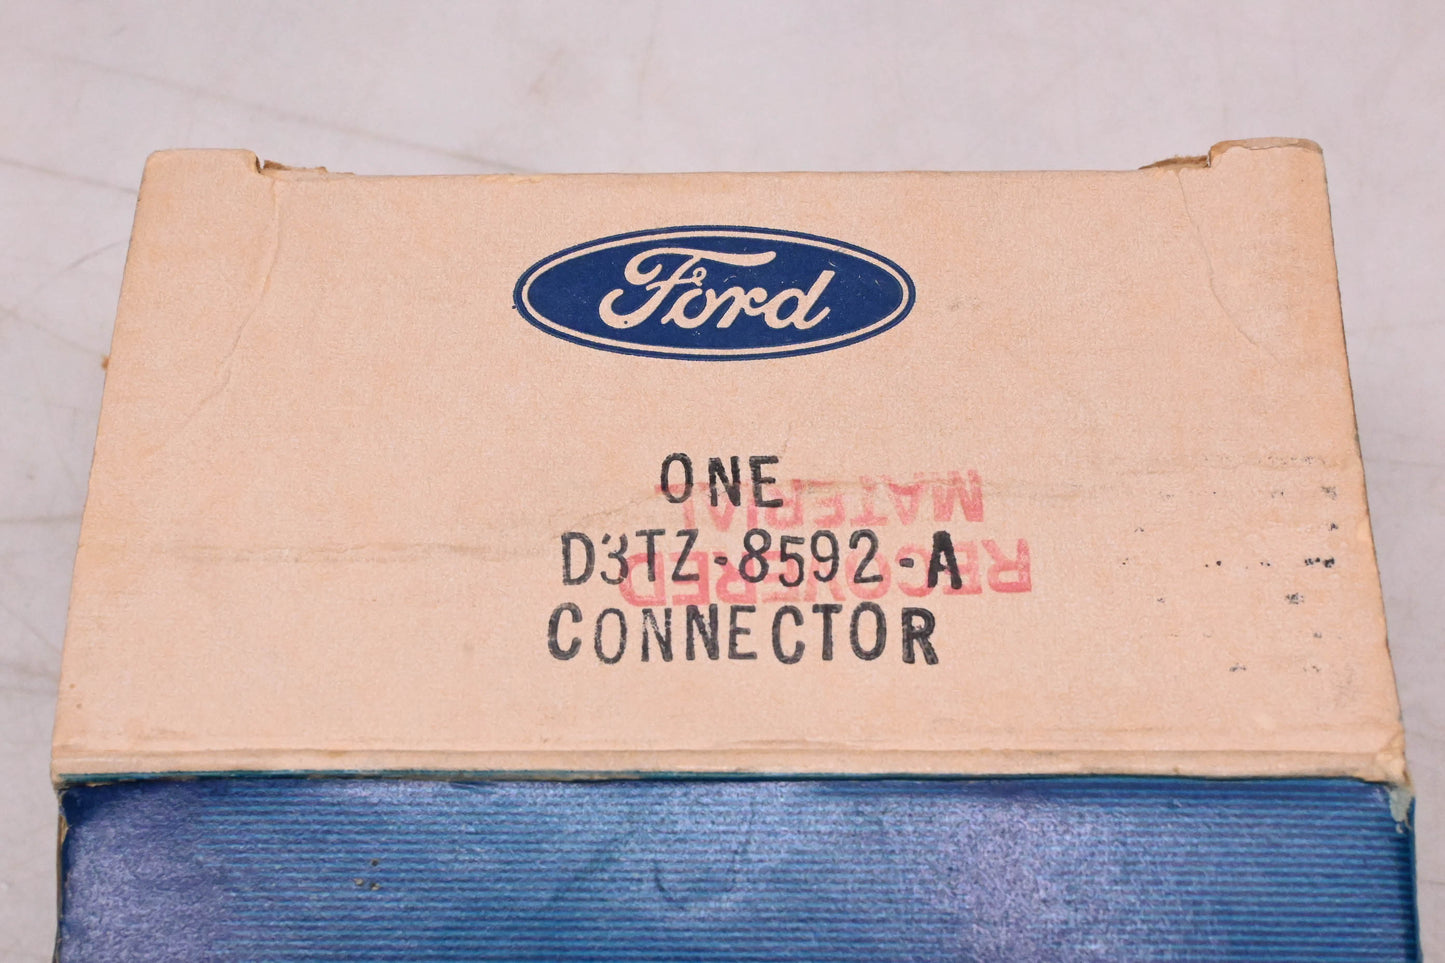 Ford
ONE
D3TZ-8592-A
CONNECTOR
RECOVERED
MATERIAL